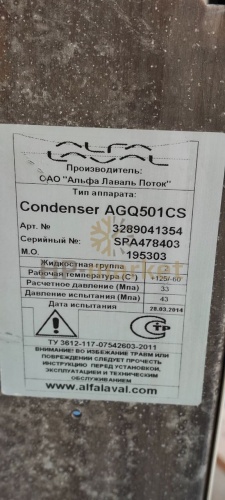 ALFA
LAVAL
Производитель:
ОАО "Альфа Лаваль Поток"
Тип аппарата:
Condenser AGQ501CS
Арт. № 3289041354
Серийный №: SPA478403
М.О. 195303
Жидкостная группа
Рабочая температура (С°) +125/-60
Расчетное давление (Мпа) 33
Давление испытания (Мпа) 43
Дата испытания 28.03.2014
ТУ 3612-117-07542603-2011
ВНИМАНИЕ! ВО ИЗБЕЖАНИЕ ТРАВМ ИЛИ
ПОВРЕЖДЕНИЙ СЛЕДУЕТ ПРОЧЕСТЬ
ИНСТРУКЦИЮ ПЕРЕД УСТАНОВКОЙ,
ЭКСПЛУАТАЦИЕЙ И ТЕХНИЧЕСКИМ
ОБСЛУЖИВАНИЕМ
www.alfalaval.com